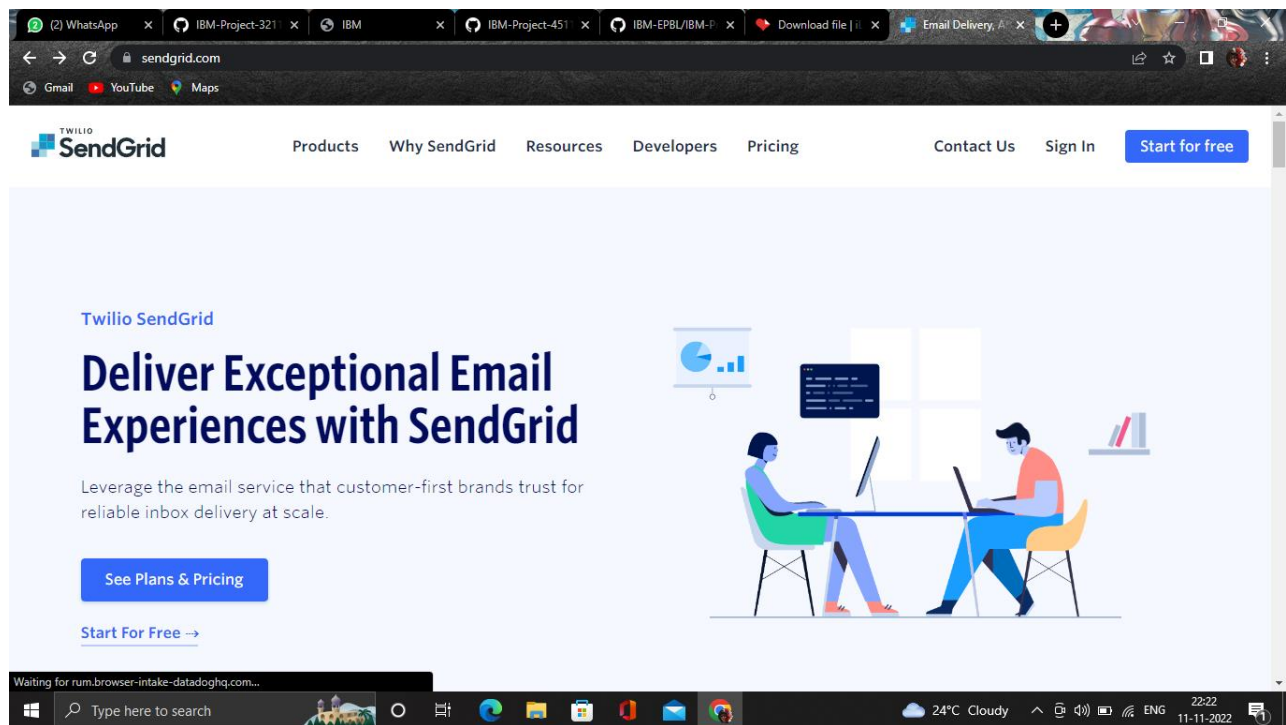 (2) WhatsApp
IBM-Project-321
IBM
IBM-Project-451
IBM-EPBL/IBM-P
Download file | iL
Email Delivery, A
sendgrid.com
Gmail YouTube Maps
TWILIO
SendGrid
Products Why SendGrid Resources Developers Pricing Contact Us Sign In Start for free
Twilio SendGrid
Deliver Exceptional Email
Experiences with SendGrid
Leverage the email service that customer-first brands trust for
reliable inbox delivery at scale.
See Plans & Pricing
Start For Free →
Waiting for rum.browser-intake-datadoghq.com...
Type here to search
24°C Cloudy
ENG
22:22
11-11-2022